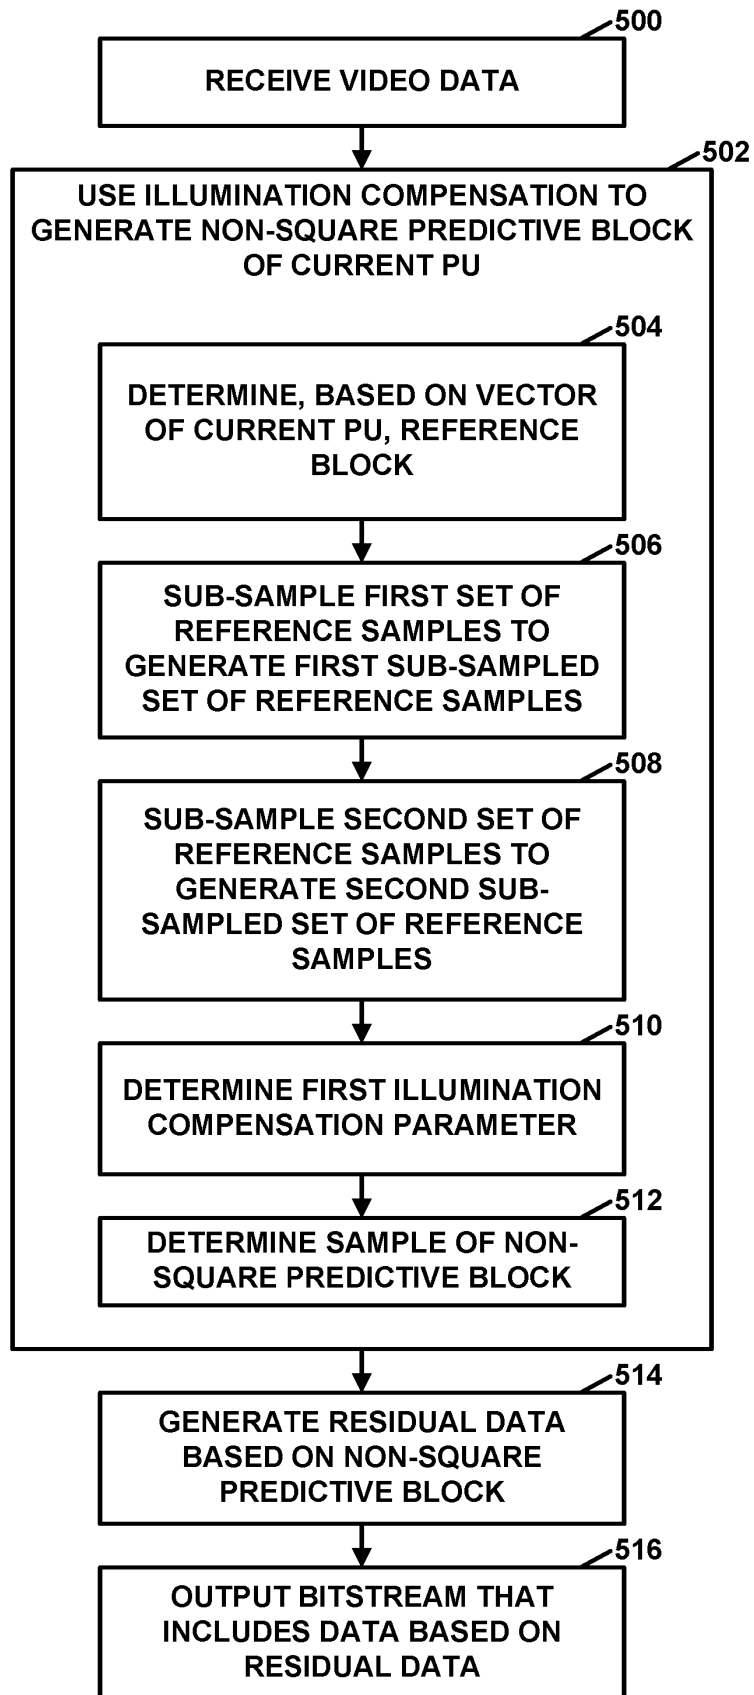 500
RECEIVE VIDEO DATA
502
USE ILLUMINATION COMPENSATION TO
GENERATE NON-SQUARE PREDICTIVE BLOCK
OF CURRENT PU
504
DETERMINE, BASED ON VECTOR
OF CURRENT PU, REFERENCE
BLOCK
506
SUB-SAMPLE FIRST SET OF
REFERENCE SAMPLES TO
GENERATE FIRST SUB-SAMPLED
SET OF REFERENCE SAMPLES
508
SUB-SAMPLE SECOND SET OF
REFERENCE SAMPLES TO
GENERATE SECOND SUB-
SAMPLED SET OF REFERENCE
SAMPLES
510
DETERMINE FIRST ILLUMINATION
COMPENSATION PARAMETER
512
DETERMINE SAMPLE OF NON-
SQUARE PREDICTIVE BLOCK
514
GENERATE RESIDUAL DATA
BASED ON NON-SQUARE
PREDICTIVE BLOCK
516
OUTPUT BITSTREAM THAT
INCLUDES DATA BASED ON
RESIDUAL DATA